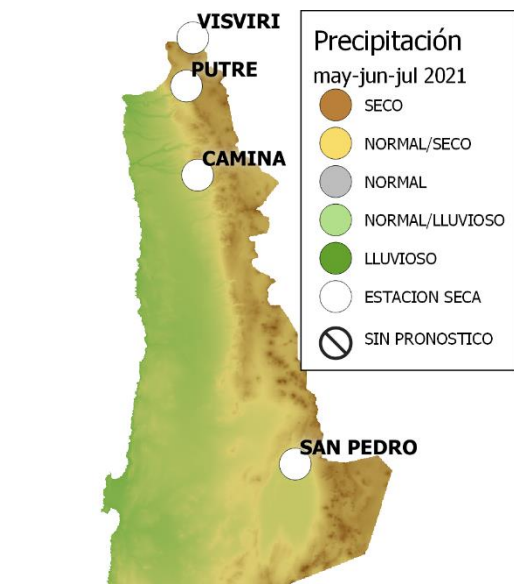 VISVIRI
PUTRE
CAMINA
SAN PEDRO
Precipitación
may-jun-jul 2021
SECO
NORMAL/SECO
NORMAL
NORMAL/LLUVIOSO
LLUVIOSO
ESTACION SECA
SIN PRONOSTICO